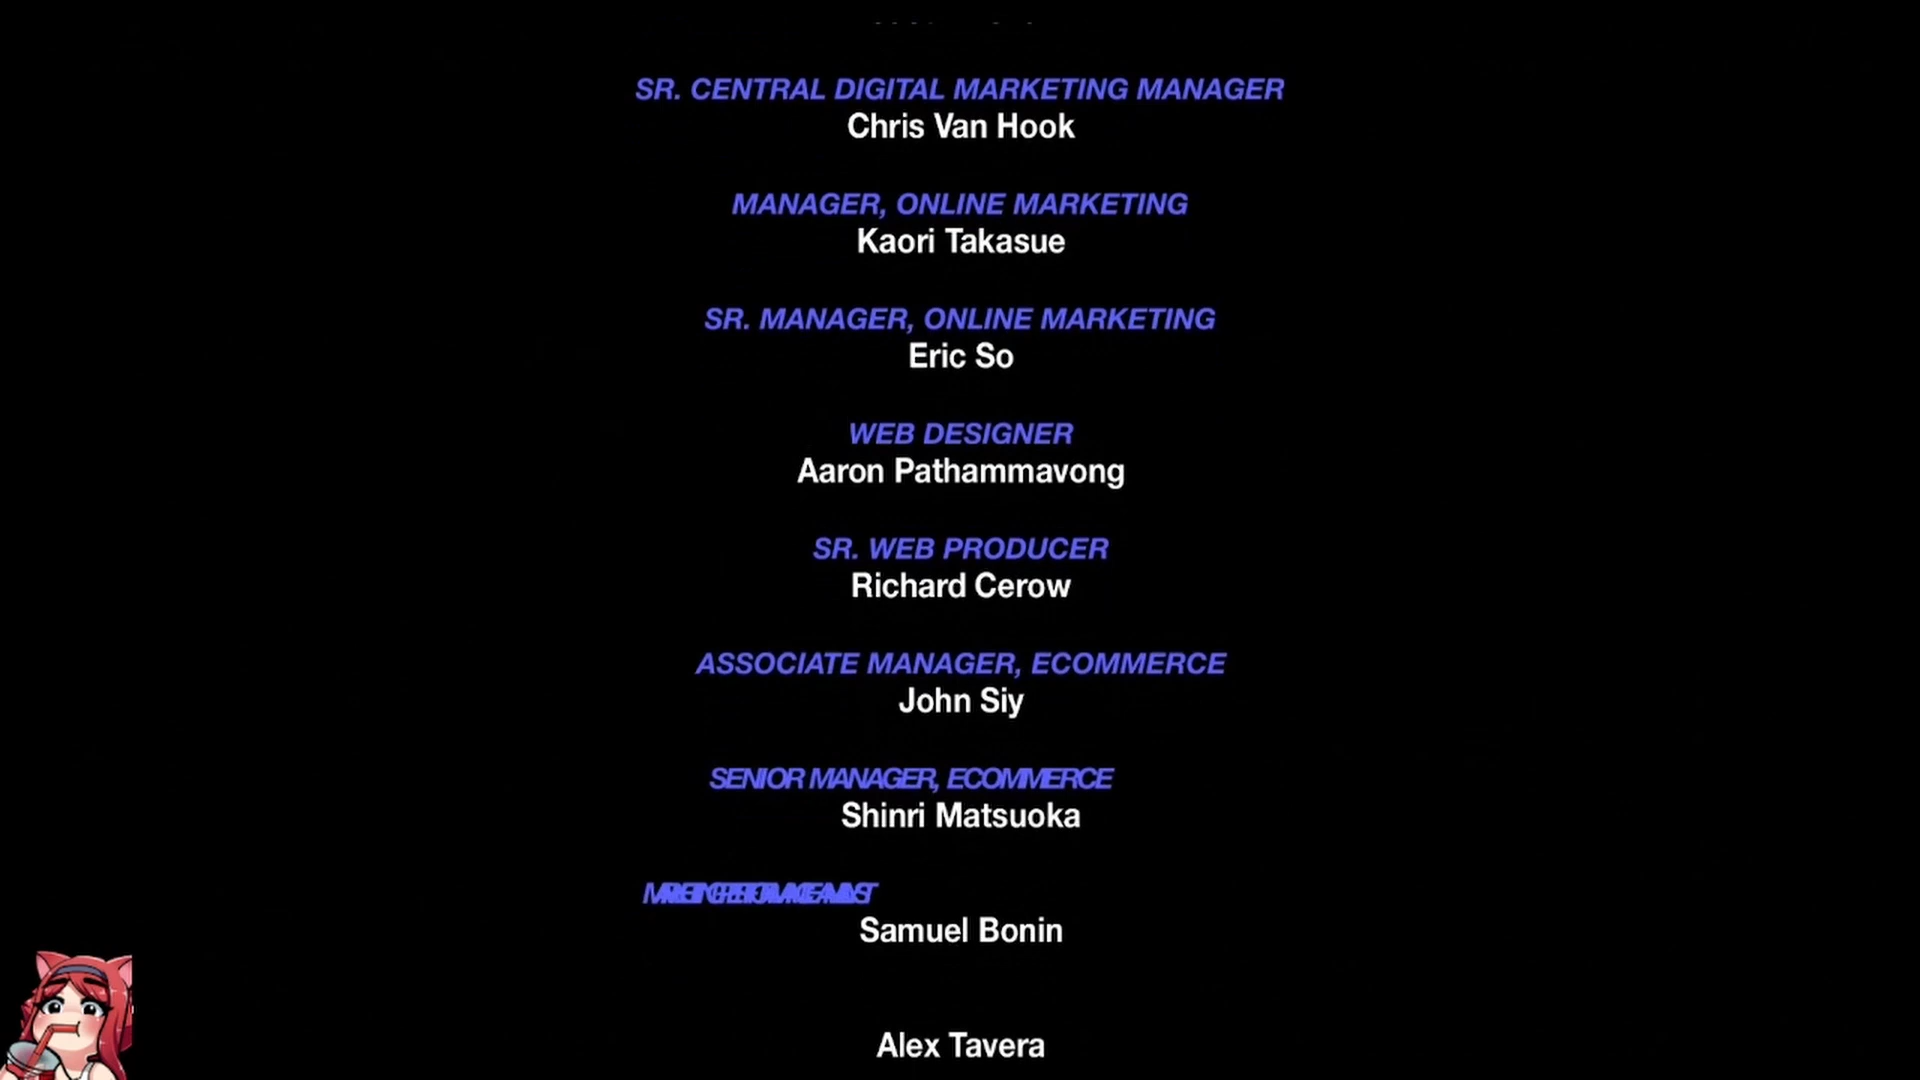 SR. CENTRAL DIGITAL MARKETING MANAGER
Chris Van Hook
MANAGER, ONLINE MARKETING
Kaori Takasue
SR. MANAGER, ONLINE MARKETING
Eric So
WEB DESIGNER
Aaron Pathammavong
SR. WEB PRODUCER
Richard Cerow
ASSOCIATE MANAGER, ECOMMERCE
John Siy
SENIOR MANAGER, ECOMMERCE
Shinri Matsuoka
Samuel Bonin
Alex Tavera